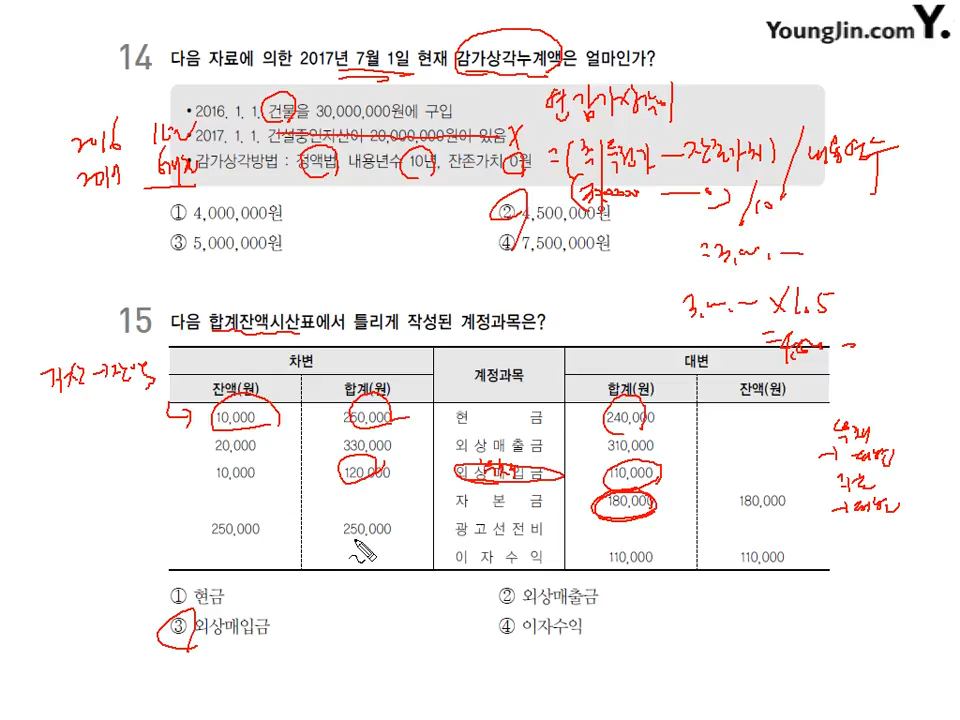 YoungJin.com Y.
14 다음 자료에 의한 2017년 7월 1일 현재 감가상각누계액은 얼마인가?
• 2016. 1. 1. 건물을 30,000,000원에 구입
• 2017. 1. 1. 건설중인자산이 20,000,000원이 있음
• 감가상각방법 : 정액법, 내용년수 10년, 잔존가치 0원
연 감가상각비
= (취득원가 - 잔존가치) / 내용연수
2016 1년
2017 6개월
/10
× 1.5
① 4,000,000원 ② 4,500,000원
③ 5,000,000원 ④ 7,500,000원
15 다음 합계잔액시산표에서 틀리게 작성된 계정과목은?
차변 계정과목 대변
잔액(원) 합계(원) 합계(원) 잔액(원)
10,000 250,000 현 금 240,000
20,000 330,000 외상매출금 310,000
10,000 120,000 외상매입금 110,000
180,000 자 본 금 180,000
250,000 250,000 광고선전비
이자수익 110,000 110,000
부채
→ 대변
자본
→ 대변
① 현금 ② 외상매출금
③ 외상매입금 ④ 이자수익